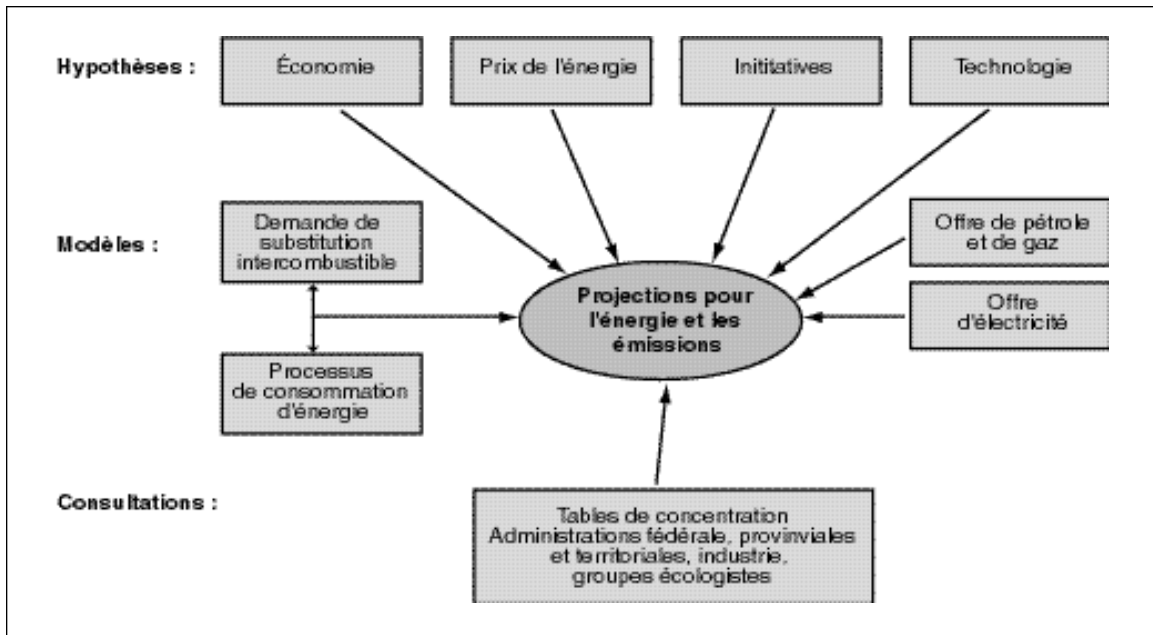 Hypothèses :
Économie
Prix de l'énergie
Inititatives
Technologie
Modèles :
Demande de
substitution
intercombustible
Offre de pétrole
et de gaz
Projections pour
l'énergie et les
émissions
Offre
d'électricité
Processus
de consommation
d'énergie
Consultations :
Tables de concentration
Administrations fédérale, provinviales
et territoriales, industrie,
groupes écologistes